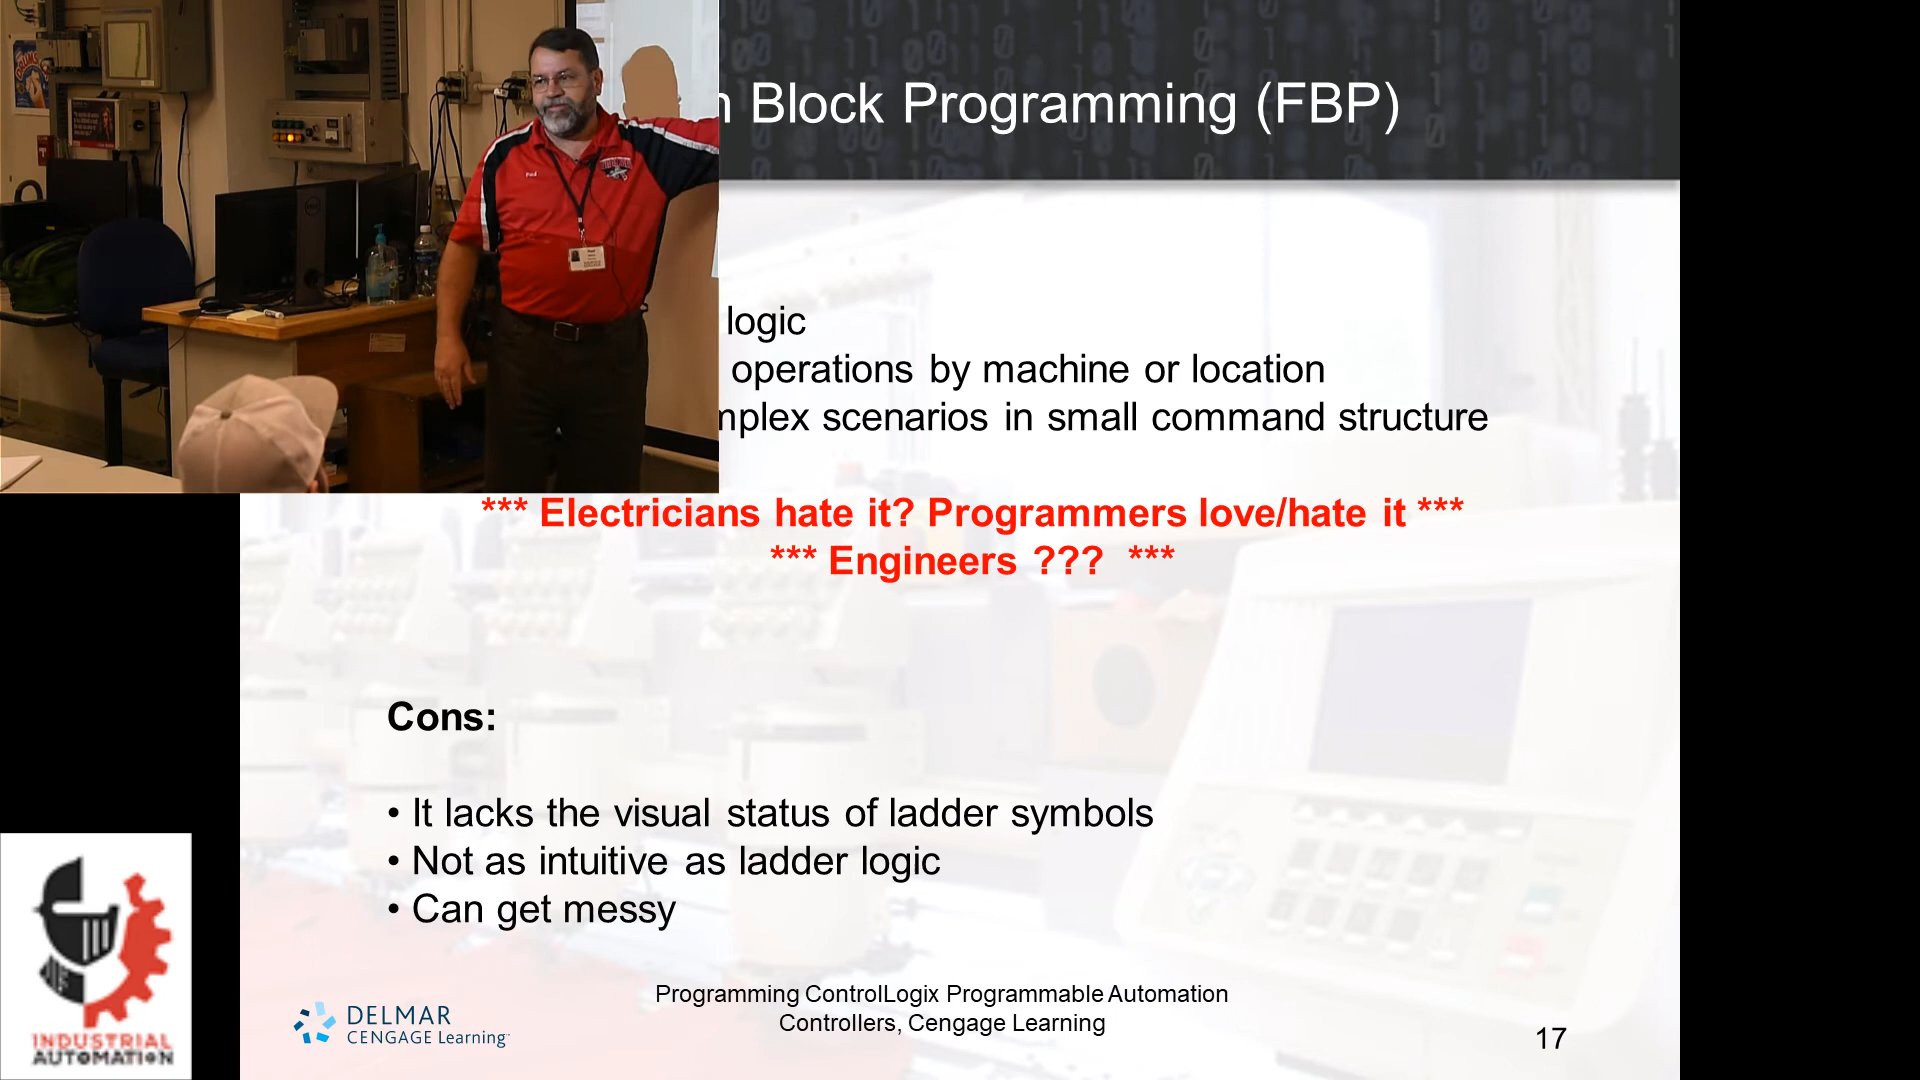 Block Programming (FBP)
logic
operations by machine or location
scenarios in small command structure
*** Electricians hate it? Programmers love/hate it ***
*** Engineers ??? ***
Cons:
• It lacks the visual status of ladder symbols
• Not as intuitive as ladder logic
• Can get messy
Programming ControlLogix Programmable Automation
Controllers, Cengage Learning
DELMAR
CENGAGE Learning
17
INDUSTRIAL
AUTOMATION